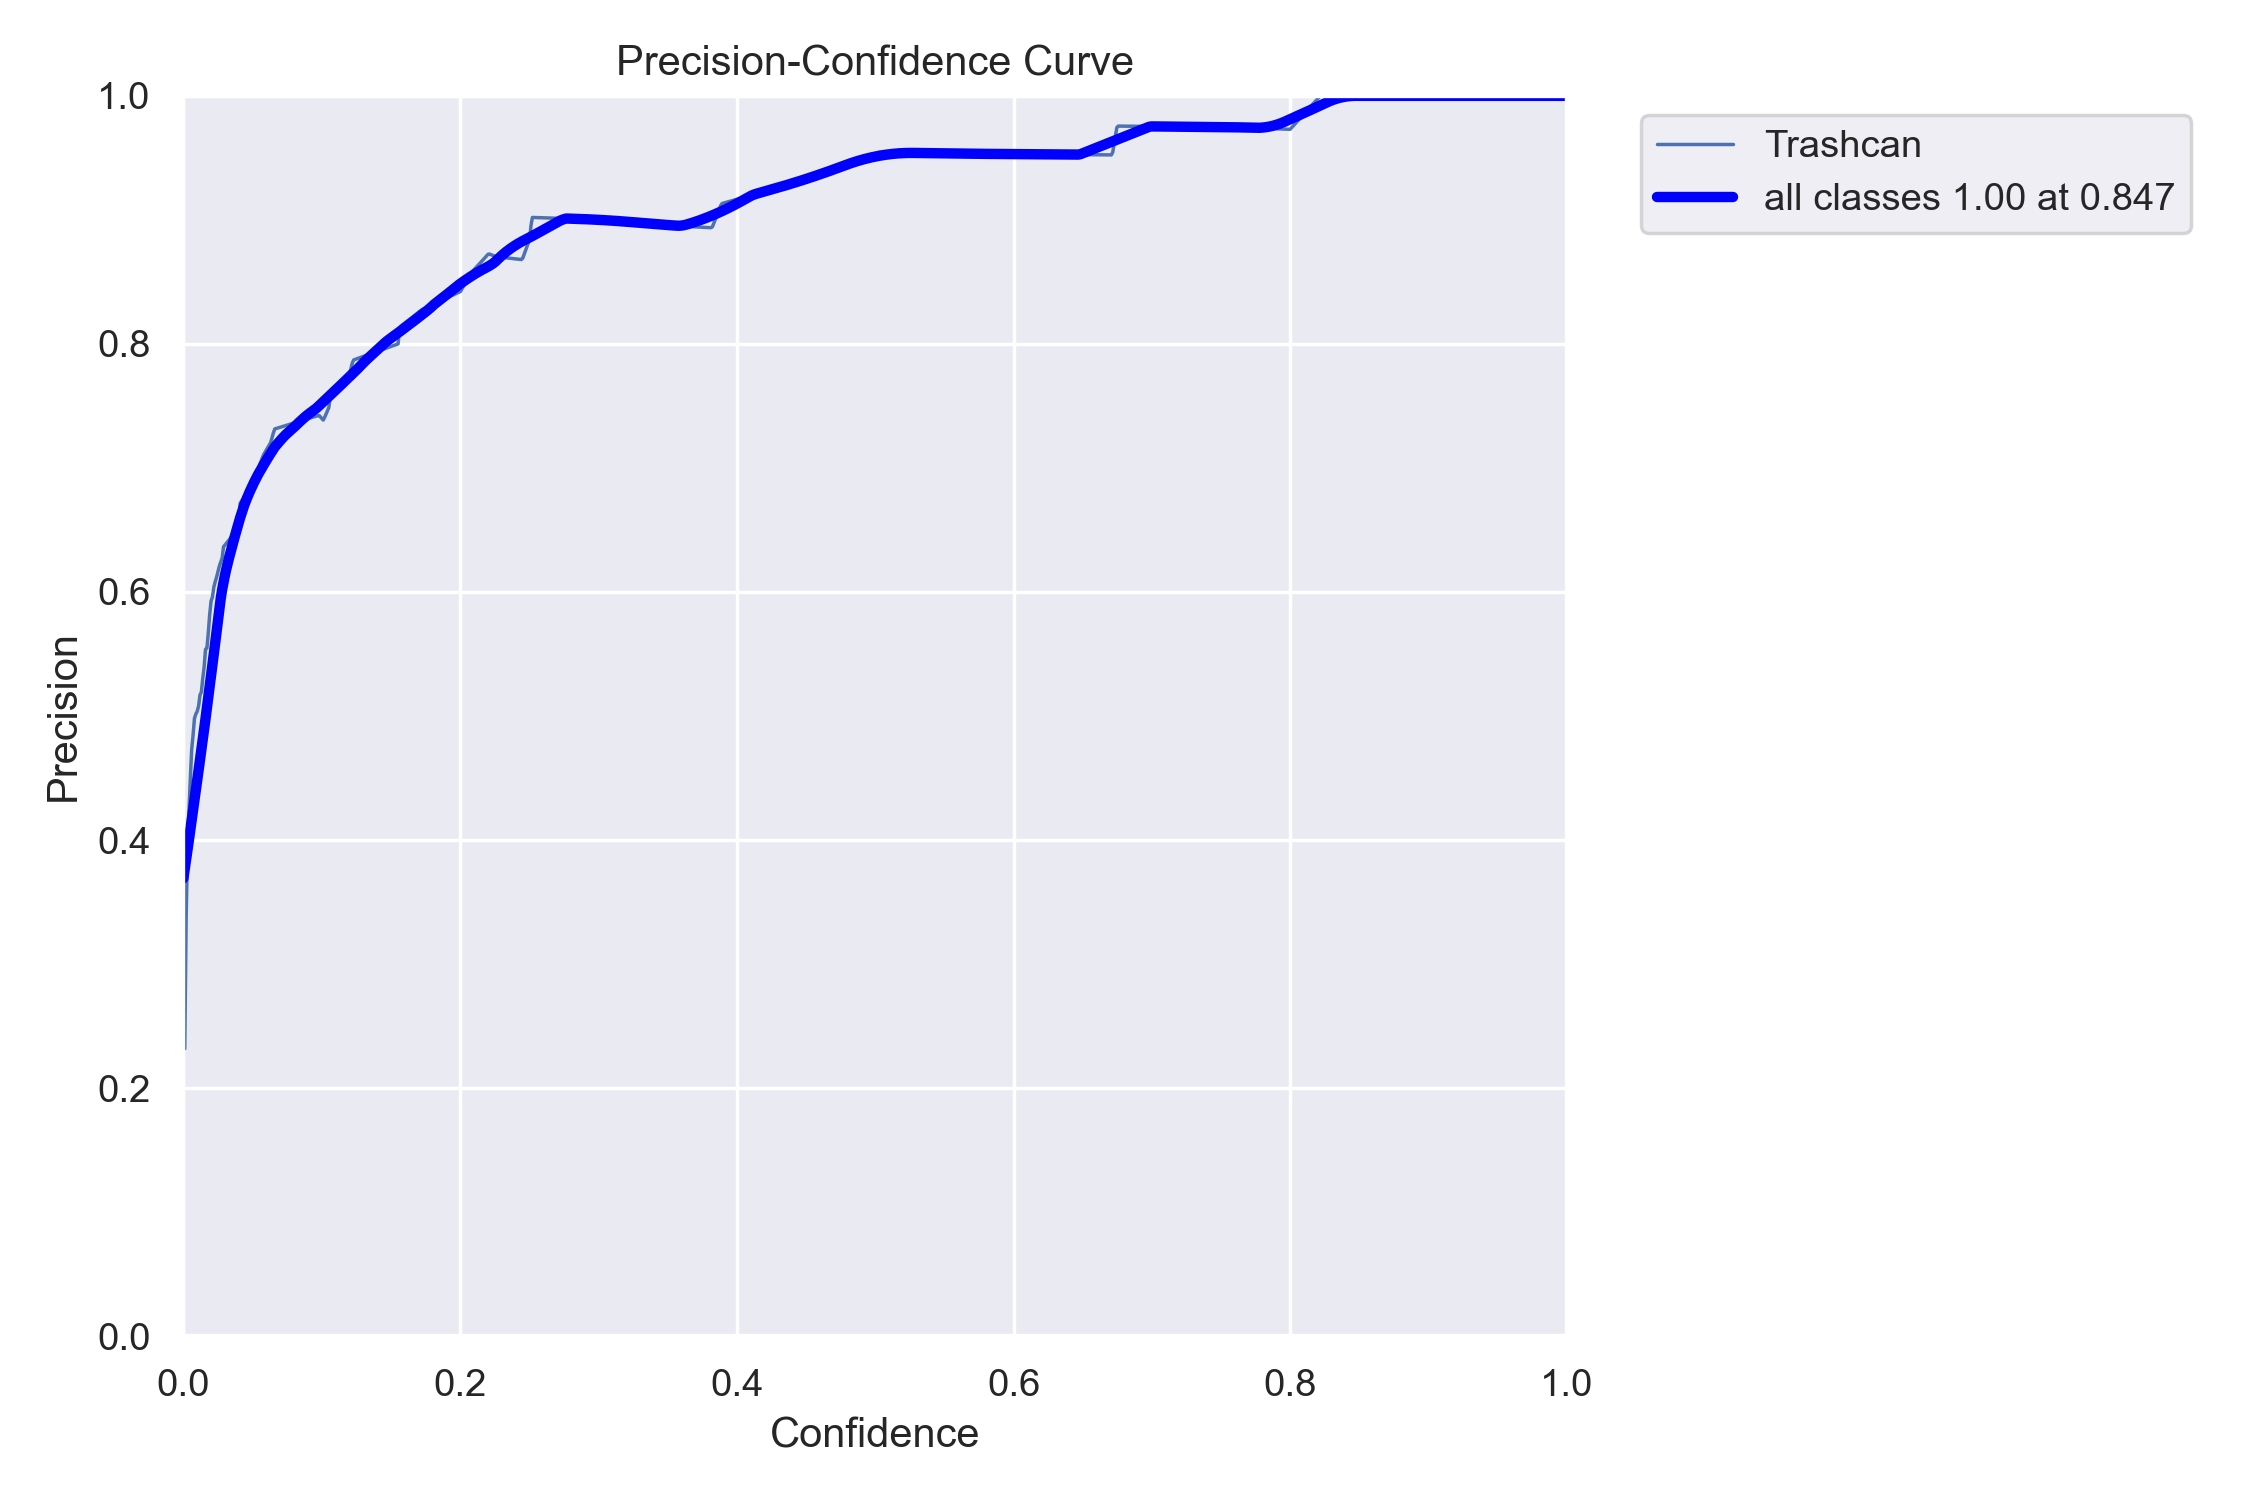 Precision-Confidence Curve
1.0
0.8
0.6
0.4
0.2
0.0
Precision
0.0 0.2 0.4 0.6 0.8 1.0
Confidence
Trashcan
all classes 1.00 at 0.847